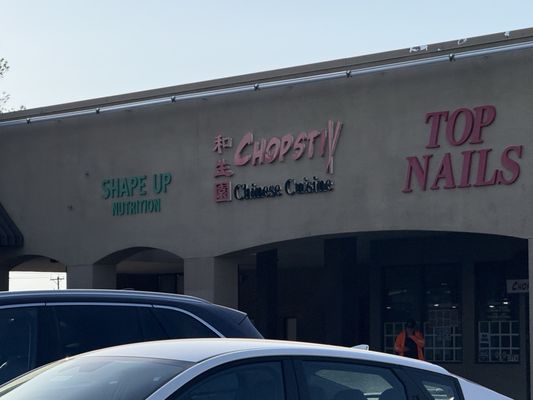 SHAPE UP
NUTRITION
和生園
CHOPSTIX
Chinese Cuisine
TOP
NAILS